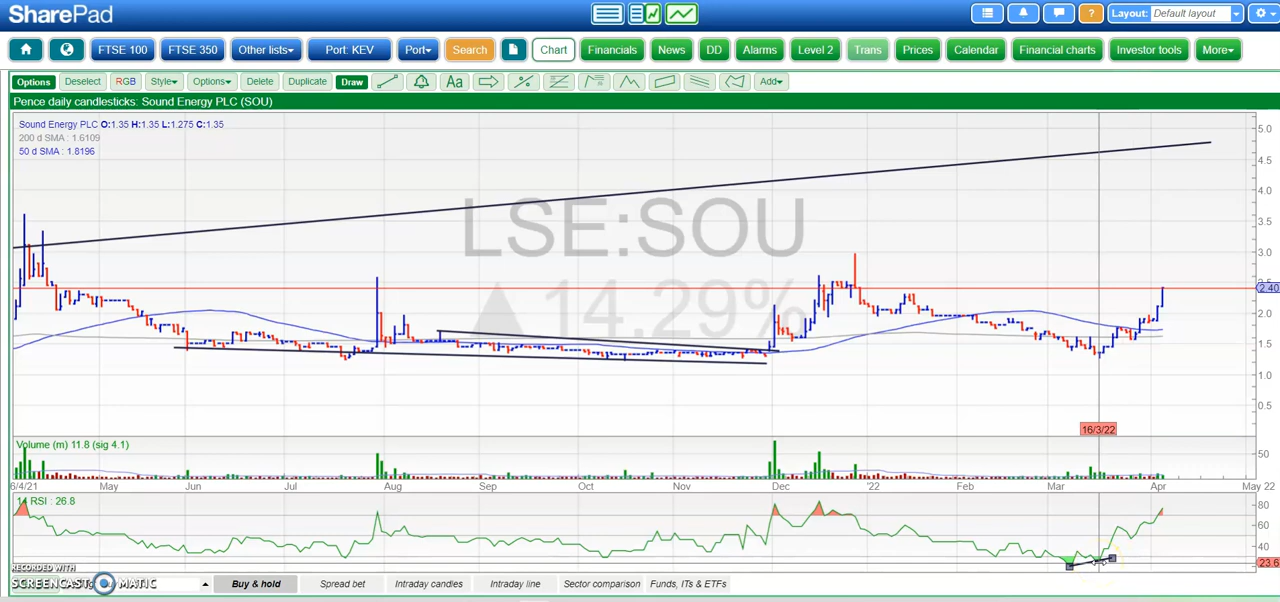 SharePad
Layout: Default layout
FTSE 100 FTSE 350 Other lists Port: KEV Port Search Chart Financials News DD Alarms Level 2 Trans Prices Calendar Financial charts Investor tools More
Options Deselect RGB Style Options Delete Duplicate Draw Aa Add
Pence daily candlesticks: Sound Energy PLC (SOU)
Sound Energy PLC O:1.35 H:1.35 L:1.275 C:1.35
200 d SMA : 1.6109
50 d SMA : 1.8196
LSE:SOU
▲14.29%
5.0
4.5
4.0
3.5
3.0
2.5
2.40
2.0
1.5
1.0
0.5
16/3/22
Volume (m) 11.8 (sig 4.1)
50
6/4/21 May Jun Jul Aug Sep Oct Nov Dec '22 Feb Mar Apr May 22
14 RSI : 26.8
80
60
40
23.6
RECORDED WITH
SCREENCAST MATIC
Buy & hold Spread bet Intraday candles Intraday line Sector comparison Funds, ITs & ETFs